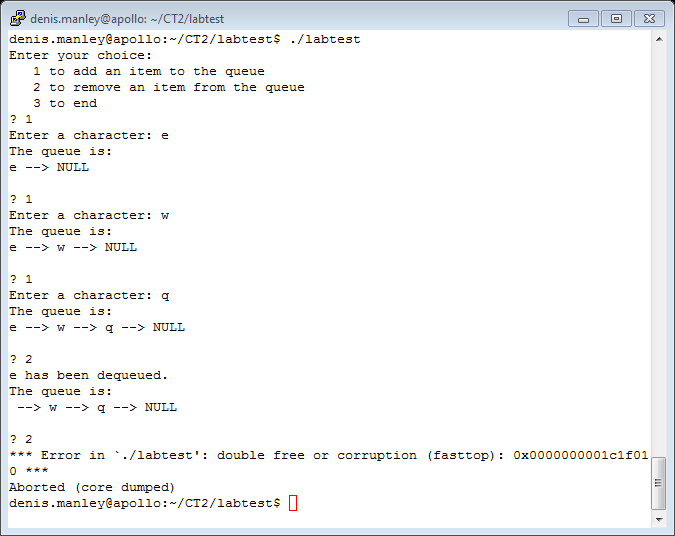 denis.manley@apollo: ~/CT2/labtest
denis.manley@apollo:~/CT2/labtest$ ./labtest
Enter your choice:
   1 to add an item to the queue
   2 to remove an item from the queue
   3 to end
? 1
Enter a character: e
The queue is:
e --> NULL

? 1
Enter a character: w
The queue is:
e --> w --> NULL

? 1
Enter a character: q
The queue is:
e --> w --> q --> NULL

? 2
e has been dequeued.
The queue is:
 --> w --> q --> NULL

? 2
*** Error in `./labtest': double free or corruption (fasttop): 0x0000000001c1f01
0 ***
Aborted (core dumped)
denis.manley@apollo:~/CT2/labtest$